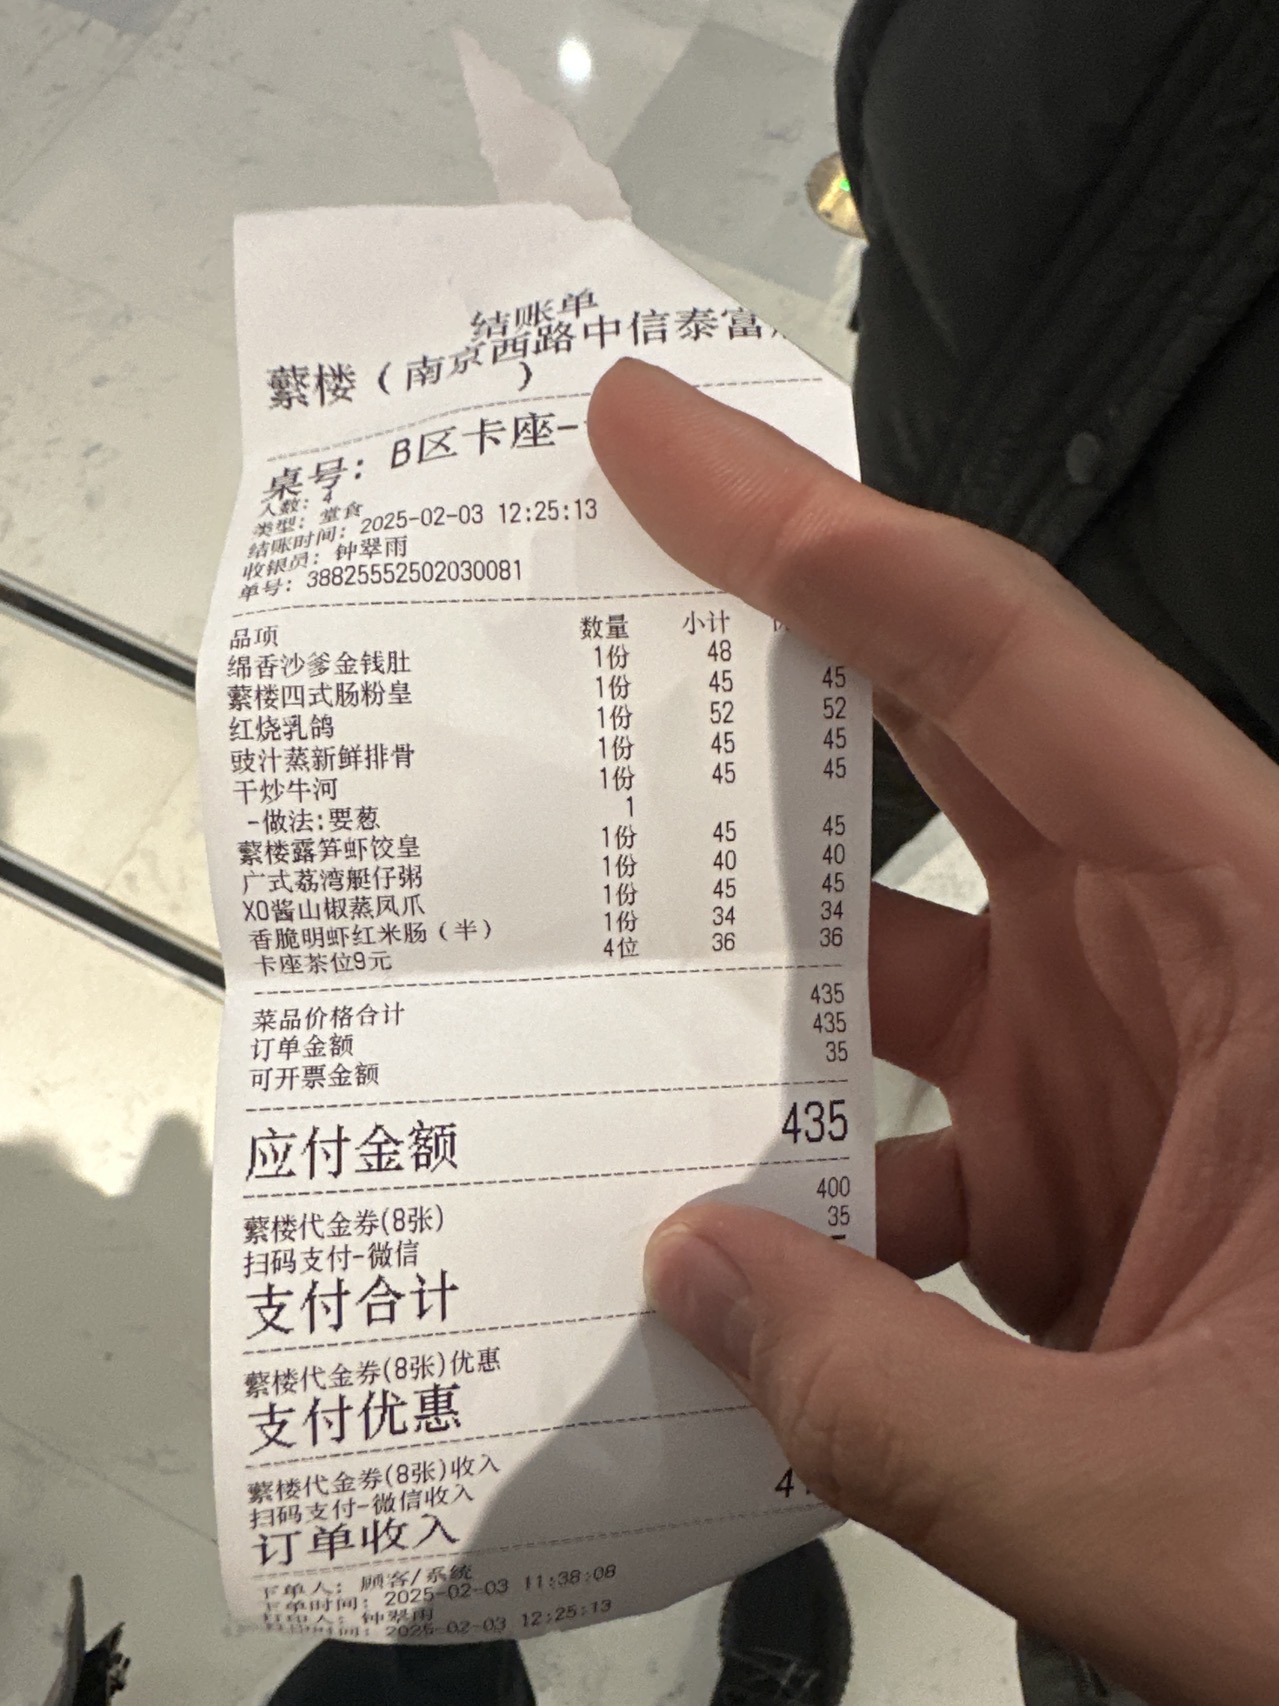 结账单
蘩楼（南京西路中信泰富
）
桌号：B区卡座-
人数：4
类型：堂食
结账时间：2025-02-03 12:25:13
收银员：钟翠雨
单号：38825552502030081
品项 数量 小计
绵香沙爹金钱肚 1份 48
蘩楼四式肠粉皇 1份 45 45
红烧乳鸽 1份 52 52
豉汁蒸新鲜排骨 1份 45 45
干炒牛河 1份 45 45
-做法:要葱 1
蘩楼露笋虾饺皇 1份 45 45
广式荔湾艇仔粥 1份 40 40
XO酱山椒蒸凤爪 1份 45 45
香脆明虾红米肠（半） 1份 34 34
卡座茶位9元 4位 36 36
菜品价格合计 435
订单金额 435
可开票金额 35
应付金额 435
蘩楼代金券(8张) 400
扫码支付-微信 35
支付合计
蘩楼代金券(8张)优惠
支付优惠
蘩楼代金券(8张)收入
扫码支付-微信收入
订单收入 4
下单人：顾客/系统
下单时间：2025-02-03 11:38:08
打印人：钟翠雨
打印时间：2025-02-03 12:25:13